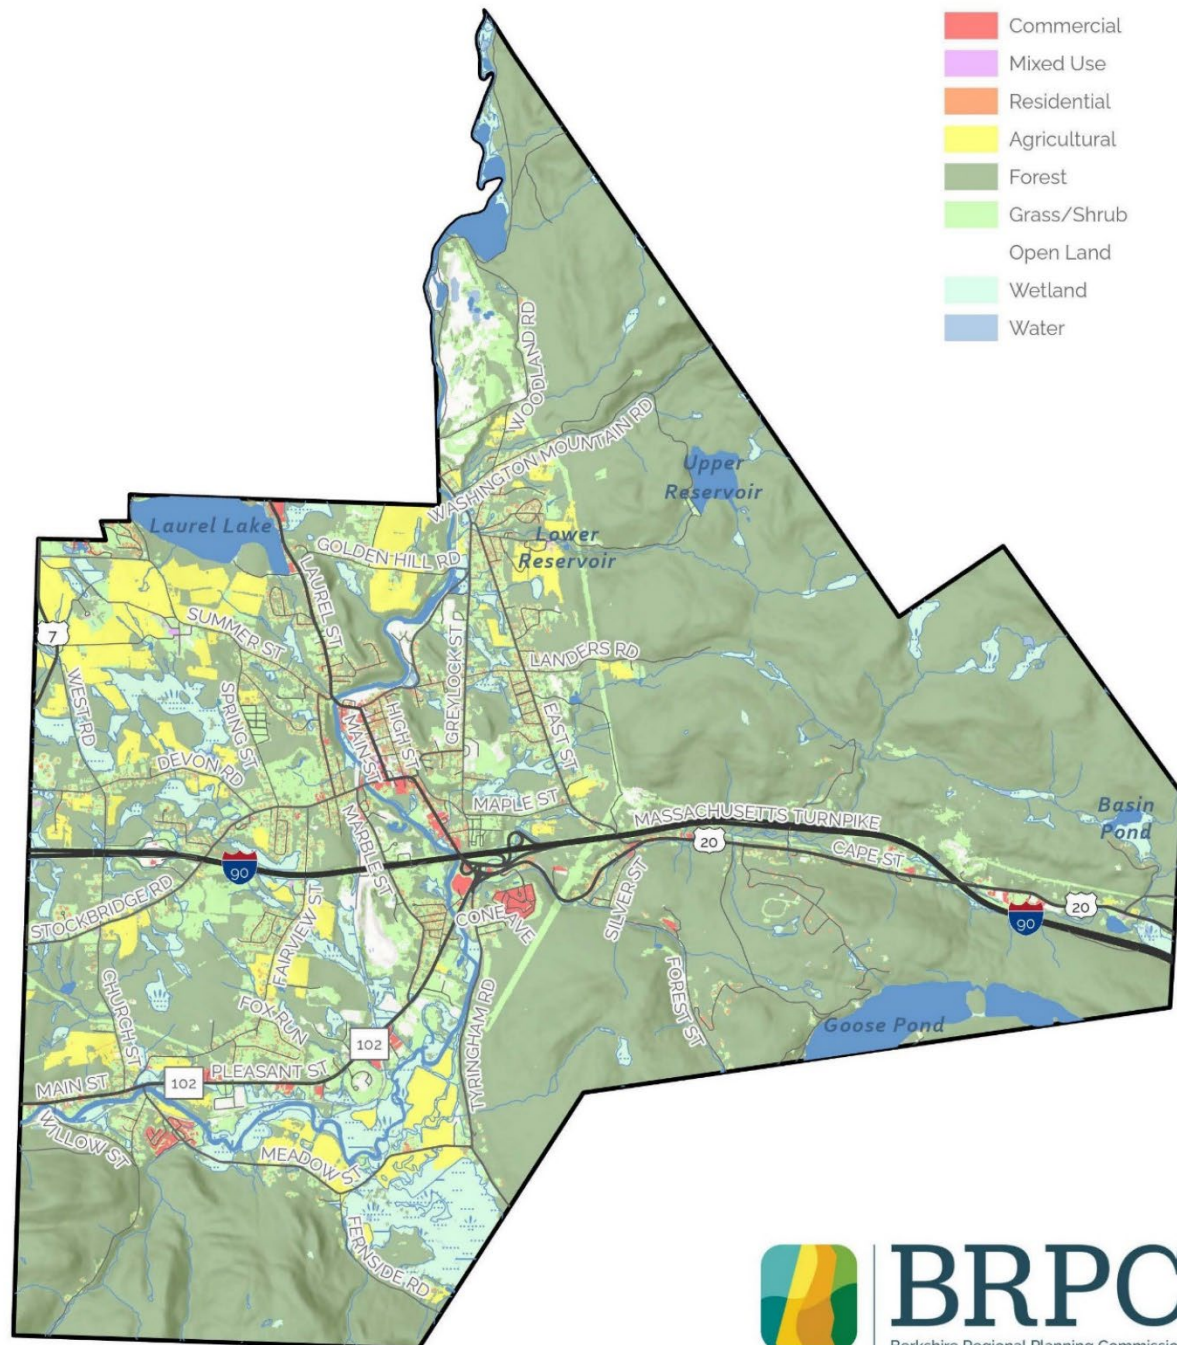 Commercial
Mixed Use
Residential
Agricultural
Forest
Grass/Shrub
Open Land
Wetland
Water
WOODLAND RD
WASHINGTON MOUNTAIN RD
Upper
Reservoir
Laurel Lake
GOLDEN HILL RD
Lower
Reservoir
LAUREL ST
7
SUMMER ST
GREYLOCK ST
LANDERS RD
WEST RD
SPRING ST
MAIN ST
HIGH ST
EAST ST
DEVON RD
MAPLE ST
MASSACHUSETTS TURNPIKE
Basin
Pond
MARBLE ST
20
CAPE ST
90
STOCKBRIDGE RD
FAIRVIEW ST
CONE AVE
SILVER ST
20
90
CHURCH ST
FOX RUN
FOREST ST
Goose Pond
TYRINGHAM RD
102
MAIN ST
102
PLEASANT ST
WILLOW ST
MEADOW ST
FERNSIDE RD
BRPC